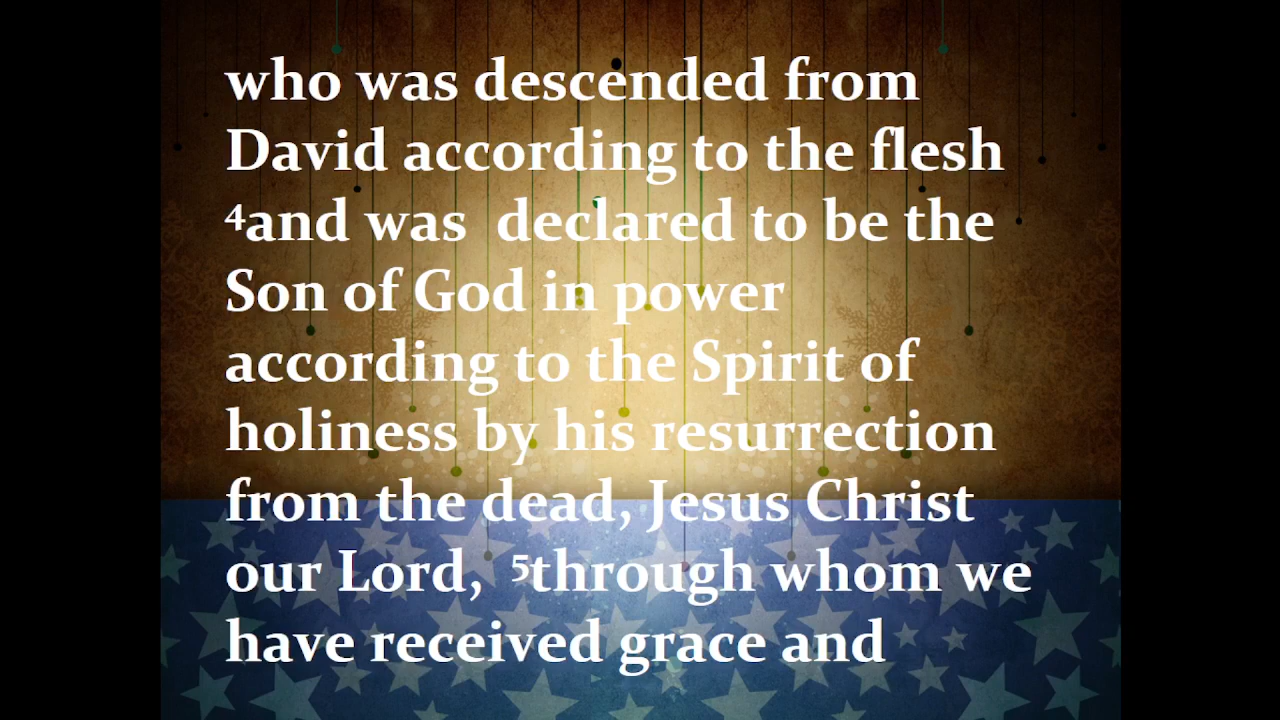 who was descended from
David according to the flesh
⁴and was  declared to be the
Son of God in power
according to the Spirit of
holiness by his resurrection
from the dead, Jesus Christ
our Lord,  ⁵through whom we
have received grace and